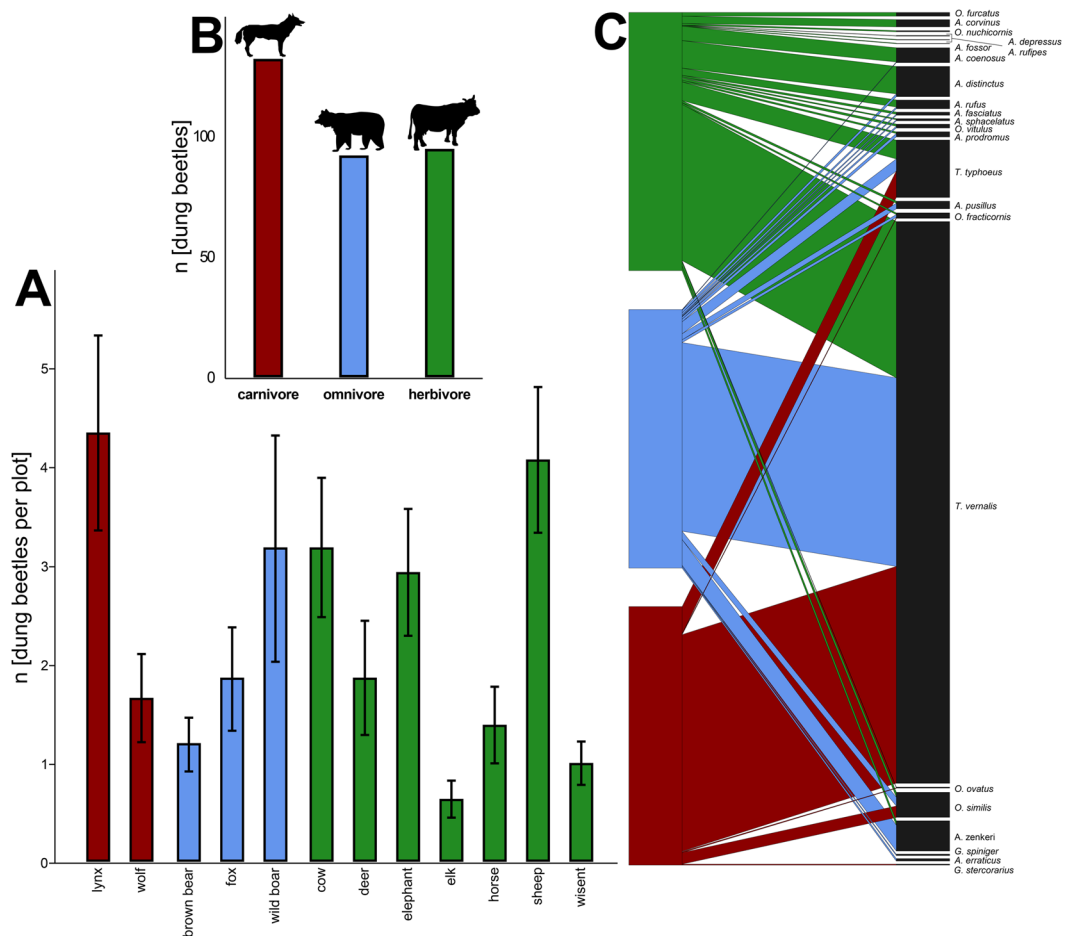 A
n [dung beetles per plot]
5
4
3
2
1
0
lynx
wolf
brown bear
fox
wild boar
cow
deer
elephant
elk
horse
sheep
wisent
B
n [dung beetles]
100
50
0
carnivore
omnivore
herbivore
C
O. furcatus
A. corvinus
O. nuchicornis
A. depressus
A. fossor
A. rufipes
A. coenosus
A. distinctus
A. rufus
A. fasciatus
A. sphacelatus
O. vitulus
A. prodromus
T. typhoeus
A. pusillus
O. fracticornis
T. vernalis
O. ovatus
O. similis
A. zenkeri
G. spiniger
A. erraticus
G. stercorarius